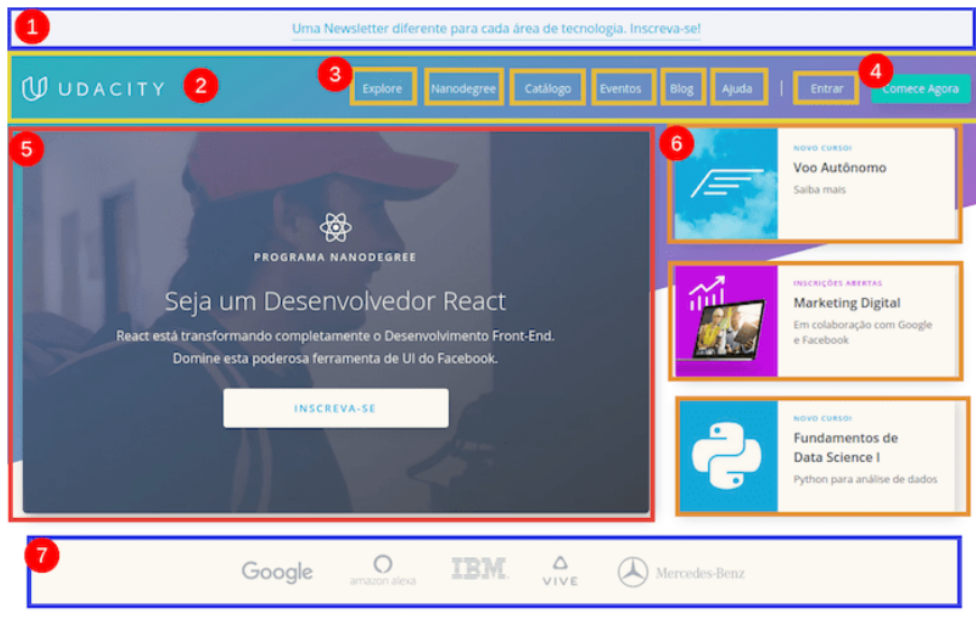 1
Uma Newsletter diferente para cada área de tecnologia. Inscreva-se!
UDACITY
2
3
Explore
Nanodegree
Catálogo
Eventos
Blog
Ajuda
|
Entrar
4
Comece Agora
5
PROGRAMA NANODEGREE
Seja um Desenvolvedor React
React está transformando completamente o Desenvolvimento Front-End.
Domine esta poderosa ferramenta de UI do Facebook.
INSCREVA-SE
6
NOVO CURSO!
Voo Autônomo
Saiba mais
INSCRIÇÕES ABERTAS
Marketing Digital
Em colaboração com Google
e Facebook
NOVO CURSO!
Fundamentos de
Data Science I
Python para análise de dados
7
Google
amazon alexa
IBM.
VIVE
Mercedes-Benz